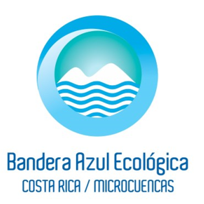 Bandera Azul Ecológica
COSTA RICA / MICROCUENCAS